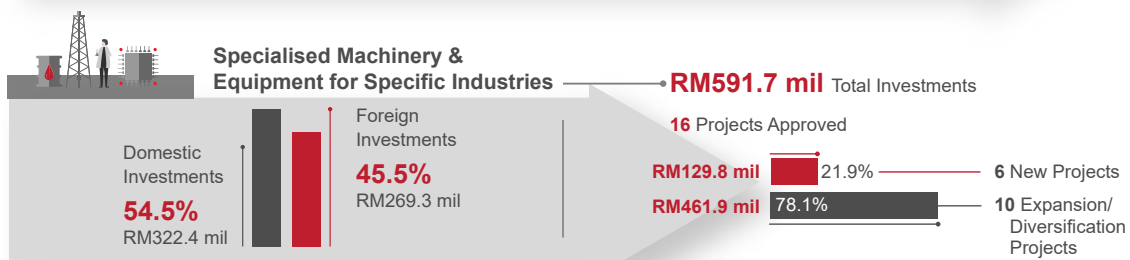 Specialised Machinery &
Equipment for Specific Industries
RM591.7 mil Total Investments
16 Projects Approved
Domestic
Investments
54.5%
RM322.4 mil
Foreign
Investments
45.5%
RM269.3 mil
RM129.8 mil 21.9% 6 New Projects
RM461.9 mil 78.1% 10 Expansion/
Diversification
Projects